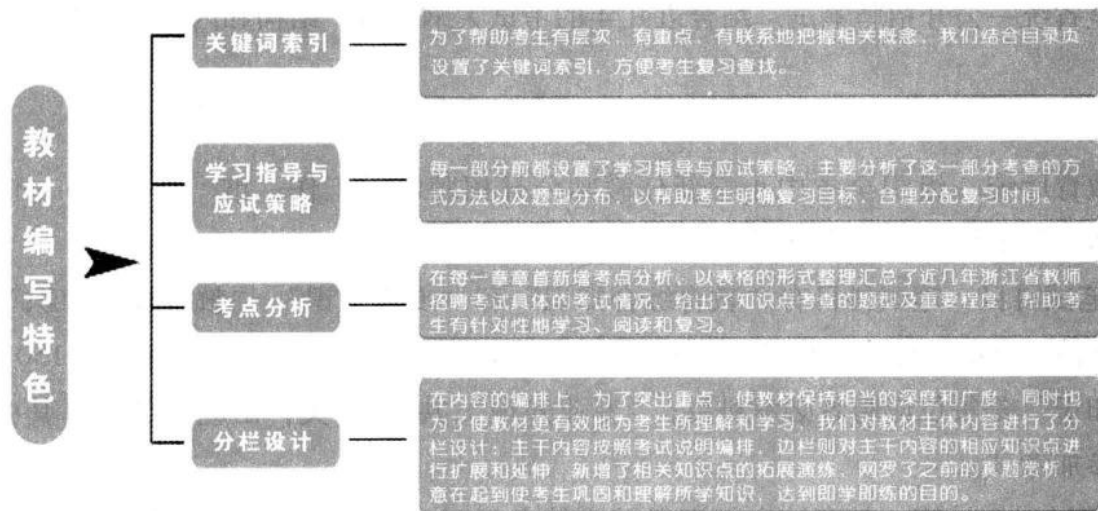 教材编写特色
关键词索引
为了帮助考生有层次、有重点、有联系地把握相关概念，我们结合目录页
设置了关键词索引，方便考生复习查找。
学习指导与
应试策略
每一部分前都设置了学习指导与应试策略，主要分析了这一部分考查的方
式方法以及题型分布，以帮助考生明确复习目标，合理分配复习时间。
考点分析
在每一章章首新增考点分析，以表格的形式整理汇总了近几年浙江省教师
招聘考试具体的考试情况，给出了知识点考查的题型及重要程度，帮助考
生有针对性地学习、阅读和复习。
分栏设计
在内容的编排上，为了突出重点，使教材保持相当的深度和广度，同时也
为了使教材更有效地为考生所理解和学习，我们对教材主体内容进行了分
栏设计：主干内容按照考试说明编排，边栏则对主干内容的相应知识点进
行扩展和延伸，新增了相关知识点的拓展演练，网罗了之前的真题赏析，
意在起到使考生巩固和理解所学知识，达到即学即练的目的。